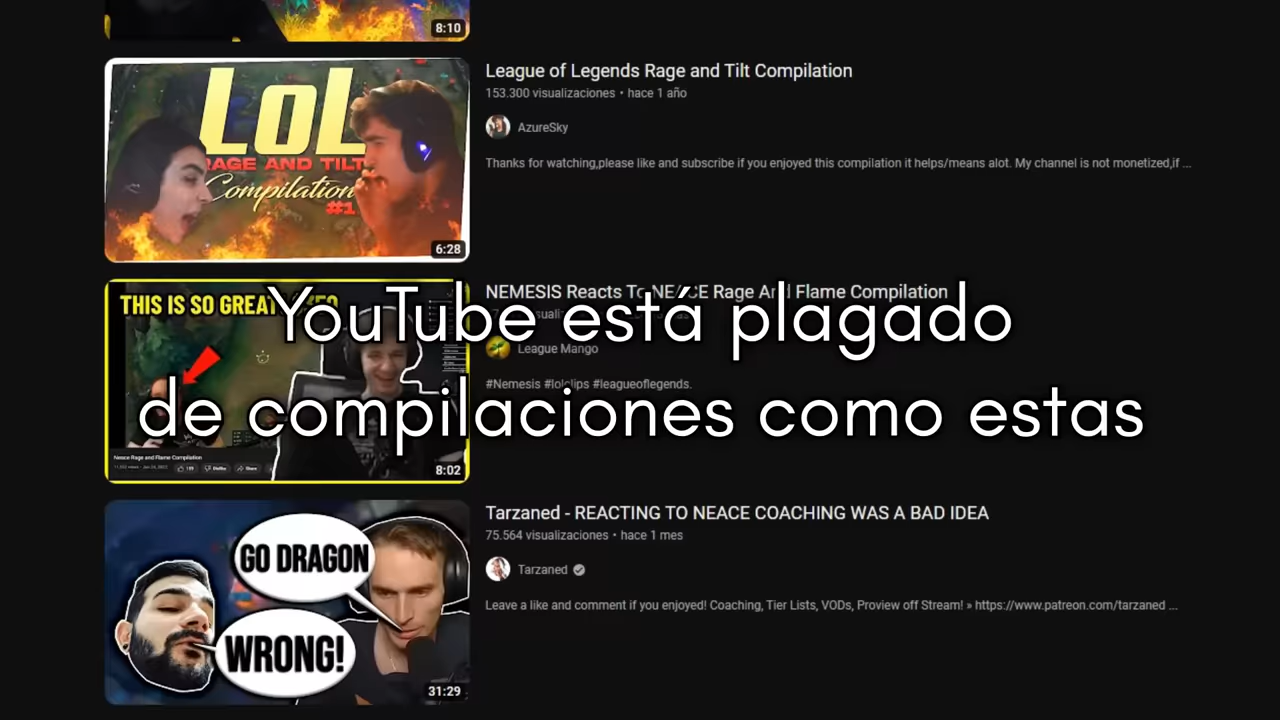 8:10
LoL
RAGE AND TILT
Compilation
#1
6:28
League of Legends Rage and Tilt Compilation
153.300 visualizaciones • hace 1 año
AzureSky
Thanks for watching,please like and subscribe if you enjoyed this compilation it helps/means alot. My channel is not monetized,if ...
THIS IS SO GREAT
Neace Rage and Flame Compilation
8:02
NEMESIS Reacts To NEACE Rage And Flame Compilation
League Mango
#Nemesis #lolclips #leagueoflegends.
YouTube está plagado
de compilaciones como estas
GO DRAGON
WRONG!
31:29
Tarzaned - REACTING TO NEACE COACHING WAS A BAD IDEA
75.564 visualizaciones • hace 1 mes
Tarzaned
Leave a like and comment if you enjoyed! Coaching, Tier Lists, VODs, Proview off Stream! » https://www.patreon.com/tarzaned ...